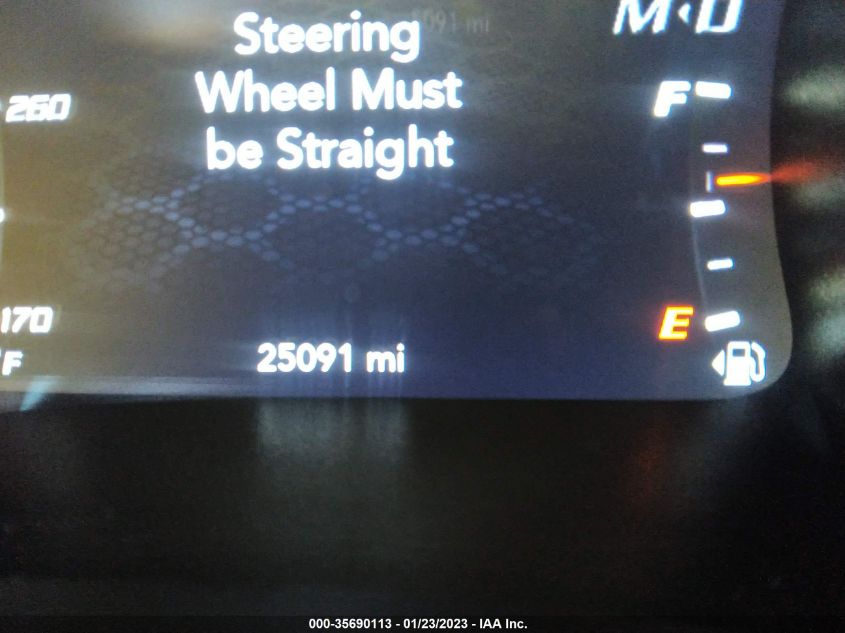 Steering
Wheel Must
be Straight
M◂D
260
F
170
°F
E
25091 mi
000-35690113 - 01/23/2023 - IAA Inc.